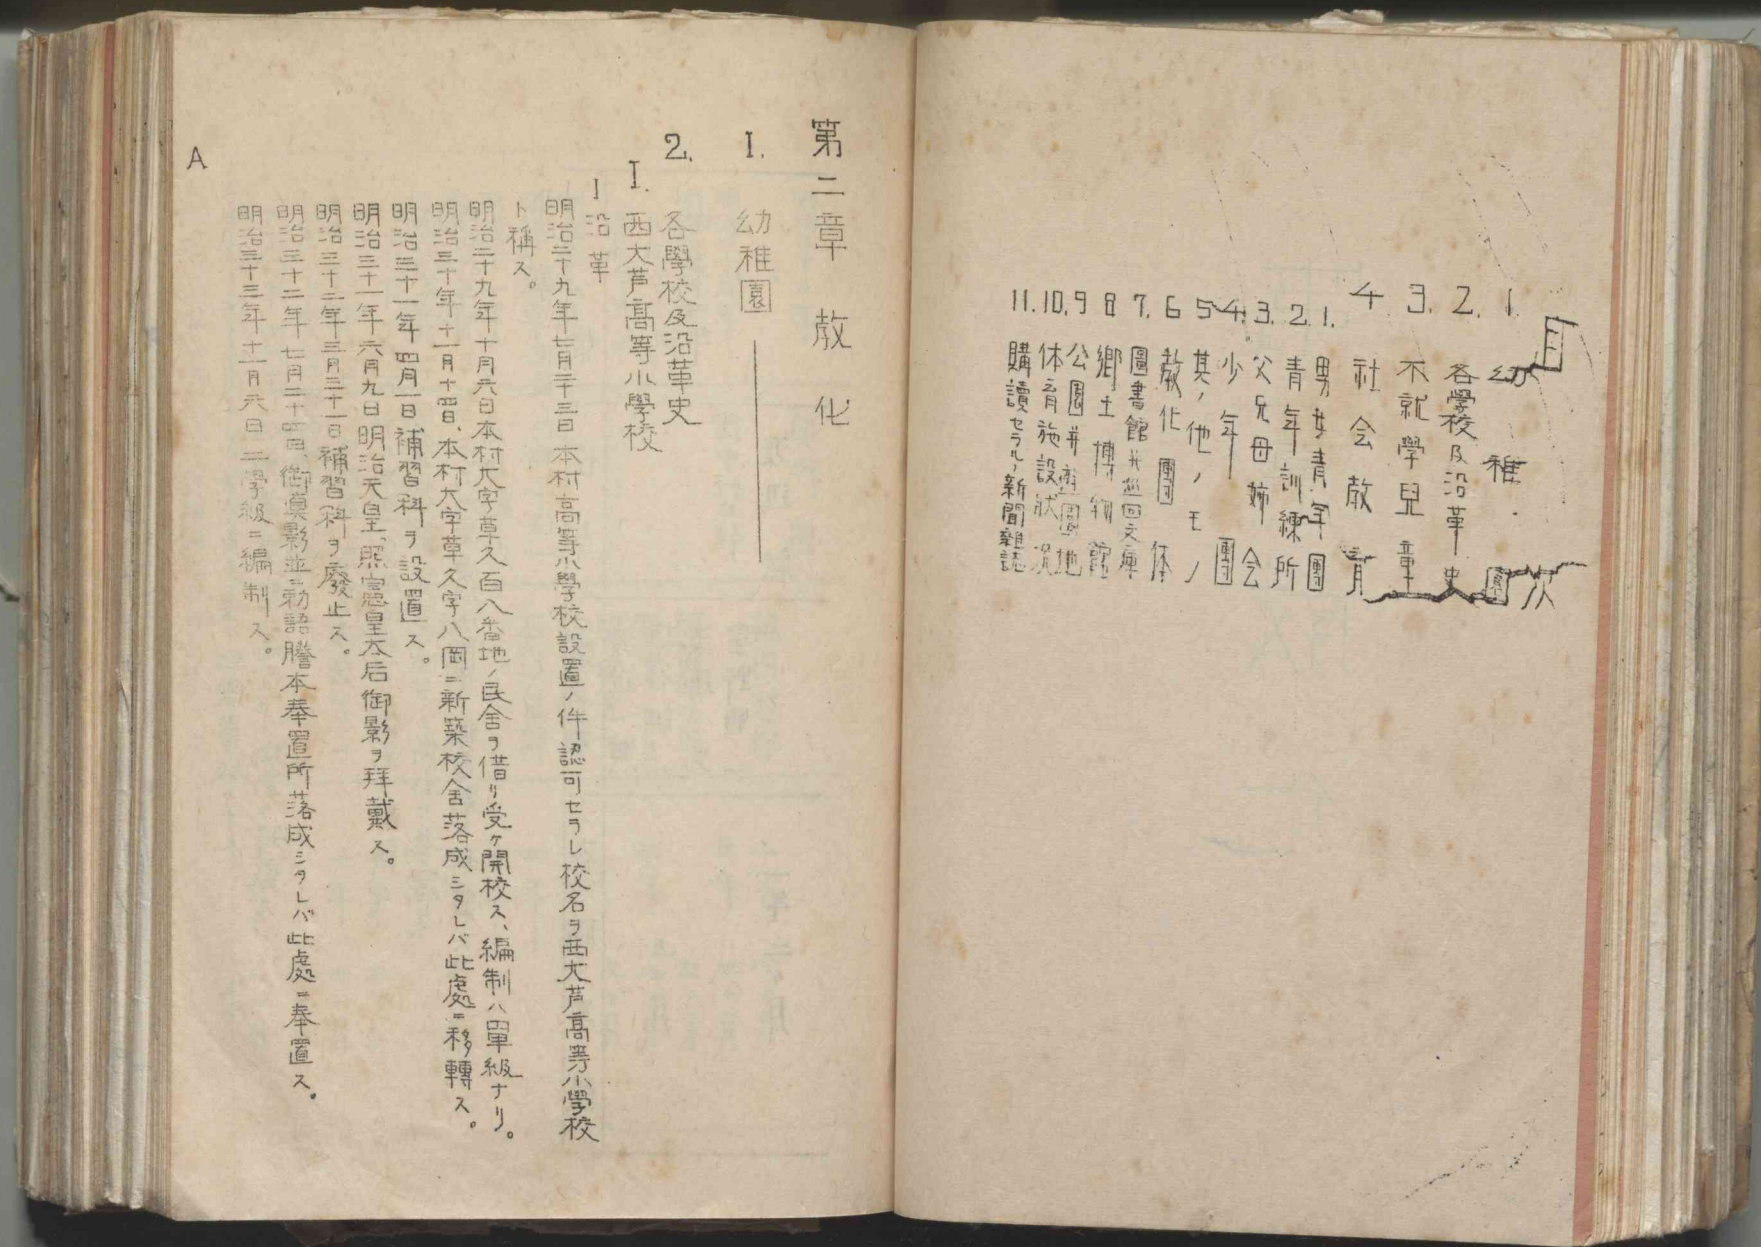 目次
1. 幼稚園
2. 各學校及沿革史
3. 不就學兒童
4 社会敎育
1. 男女青年團
2. 青年訓練所
3. 父兄母姉会
4. 少年團
5 其ノ他ノモノ
6 敎化團体
7. 圖書館并巡回文庫
8 郷土博物館
9 公園并遊園地
10. 体育施設状況
11. 購讀セラルヽ新聞雜誌
第二章 敎化
1. 幼稚園
2. 各學校及沿革史
I. 西大芦高等小學校
1 沿革
明治二十九年七月二十三日本村高等小學校設置ノ件認可セラレ校名ヲ西大芦高等小學校
ト稱ス。
明治二十九年十月六日本村大字草久百八番地ノ民舎ヲ借リ受ケ開校ス、編制ハ單級ナリ。
明治三十年十一月十四日、本村大字草久字八岡ニ新築校舎落成シタレバ此處ニ移轉ス。
明治三十一年四月一日補習科ヲ設置ス。
明治三十一年六月九日明治天皇、照憲皇太后御影ヲ拜戴ス。
明治三十二年三月三十一日補習科ヲ廢止ス。
明治三十二年七月二十四日、御眞影並ニ勅語謄本奉置所落成シタレバ此處ニ奉置ス。
明治三十三年十一月六日二學級ニ編制ス。
A